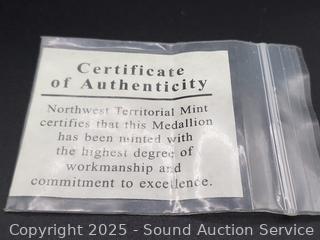 Certificate
of Authenticity
Northwest Territorial Mint
certifies that this Medallion
has been minted with
the highest degree of
workmanship and
commitment to excellence.
Copyright 2025 - Sound Auction Service